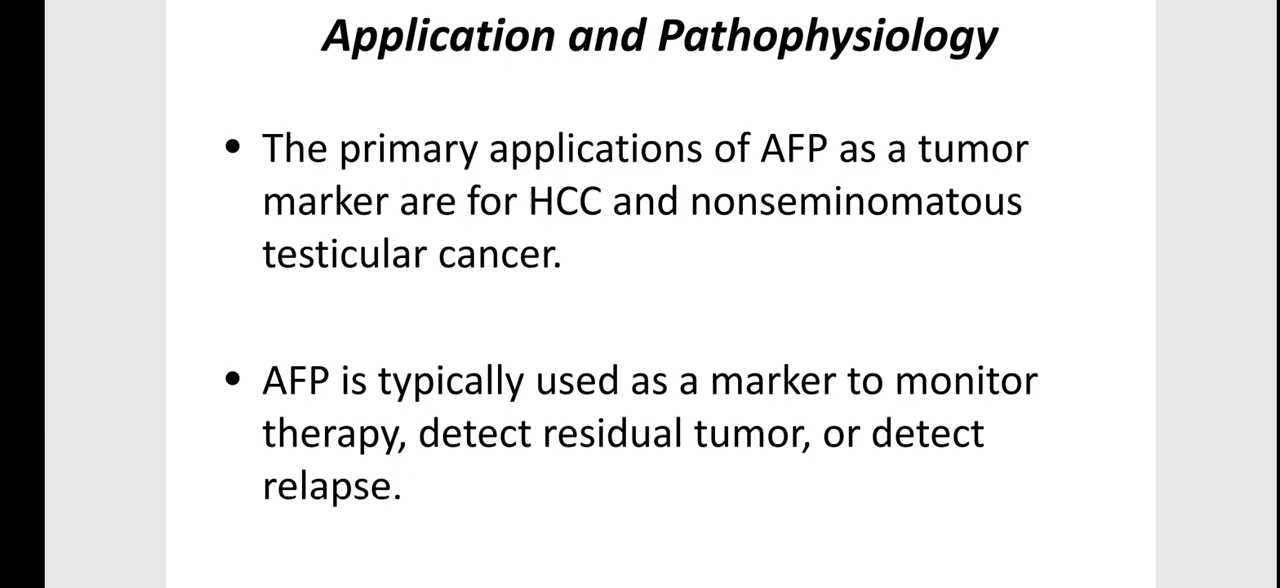 Application and Pathophysiology
• The primary applications of AFP as a tumor
marker are for HCC and nonseminomatous
testicular cancer.
• AFP is typically used as a marker to monitor
therapy, detect residual tumor, or detect
relapse.